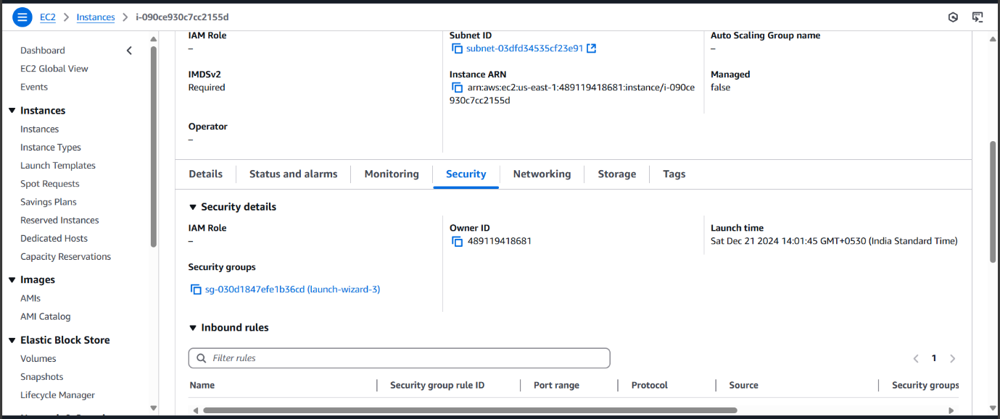 EC2 > Instances > i-090ce930c7cc2155d
Dashboard
EC2 Global View
Events
Instances
Instances
Instance Types
Launch Templates
Spot Requests
Savings Plans
Reserved Instances
Dedicated Hosts
Capacity Reservations
Images
AMIs
AMI Catalog
Elastic Block Store
Volumes
Snapshots
Lifecycle Manager
IAM Role
–
Subnet ID
subnet-03dfd34535cf23e91
Auto Scaling Group name
–
IMDSv2
Required
Instance ARN
arn:aws:ec2:us-east-1:489119418681:instance/i-090ce
930c7cc2155d
Managed
false
Operator
–
Details Status and alarms Monitoring Security Networking Storage Tags
Security details
IAM Role
–
Owner ID
489119418681
Launch time
Sat Dec 21 2024 14:01:45 GMT+0530 (India Standard Time)
Security groups
sg-030d1847efe1b36cd (launch-wizard-3)
Inbound rules
Filter rules
1
Name Security group rule ID Port range Protocol Source Security groups